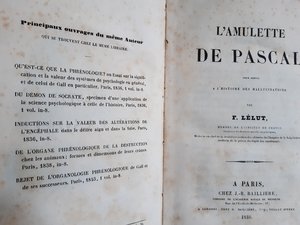 Principaux ouvrages du même Auteur
QUI SE TROUVENT CHEZ LE MÊME LIBRAIRE.
QU'EST-CE QUE LA PHRÉNOLOGIE? ou Essai sur la signifi-
cation et la valeur des systèmes de psychologie en général,
et de celui de Gall en particulier, Paris, 1836, 1 vol. in-8.
DU DÉMON DE SOCRATE, specimen d'une application de
la science psychologique à celle de l'histoire, Paris, 1836,
1 vol. in-8.
INDUCTIONS SUR LA VALEUR DES ALTÉRATIONS DE
L'ENCÉPHALE dans le délire aigu et dans la folie, Paris,
1836, in-8.
DE L'ORGANE PHRÉNOLOGIQUE DE LA DESTRUCTION
chez les animaux; Paris, 1838, in-8.
REJET DE L'ORGANOLOGIE PHRÉNOLOGIQUE de Gall et
de ses successeurs, Paris, 1843, 1 vol. in-8.
L'AMULETTE
DE PASCAL
POUR SERVIR
A L'HISTOIRE DES HALLUCINATIONS
PAR
F. LÉLUT,
MEMBRE DE L'INSTITUT DE FRANCE
A PARIS,
CHEZ J.-B. BAILLIÈRE,
1846.